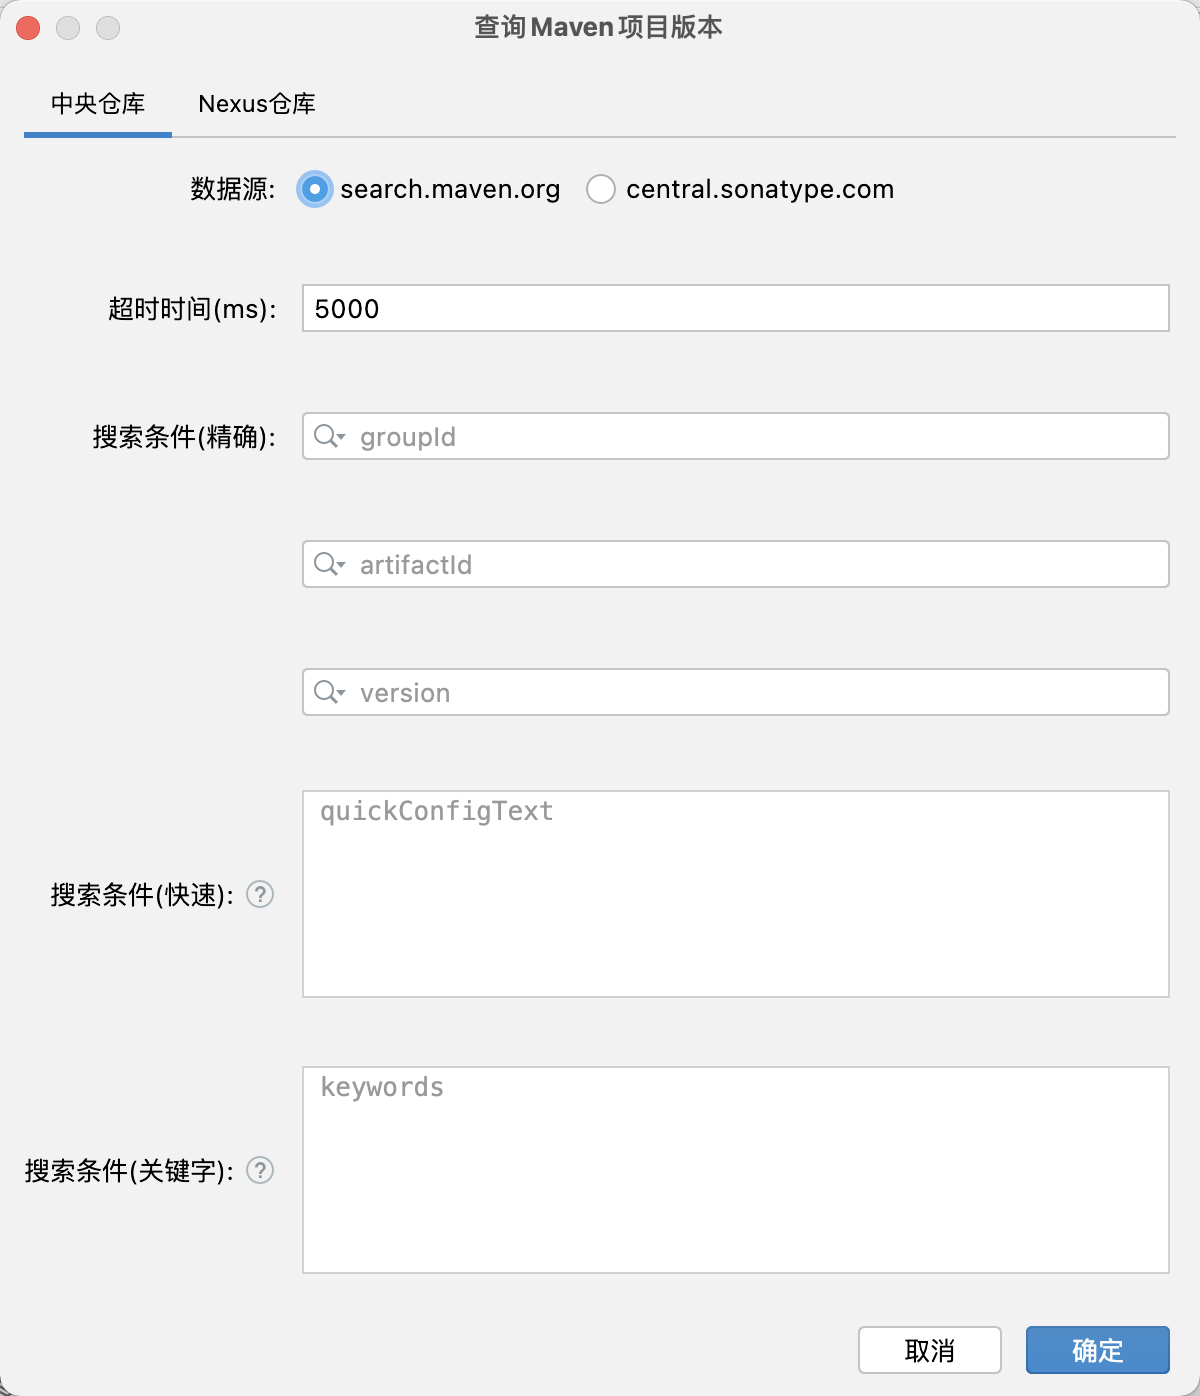 查询Maven项目版本
中央仓库 Nexus仓库
数据源: search.maven.org central.sonatype.com
超时时间(ms): 5000
搜索条件(精确): groupId
artifactId
version
quickConfigText
搜索条件(快速): ?
keywords
搜索条件(关键字): ?
取消 确定